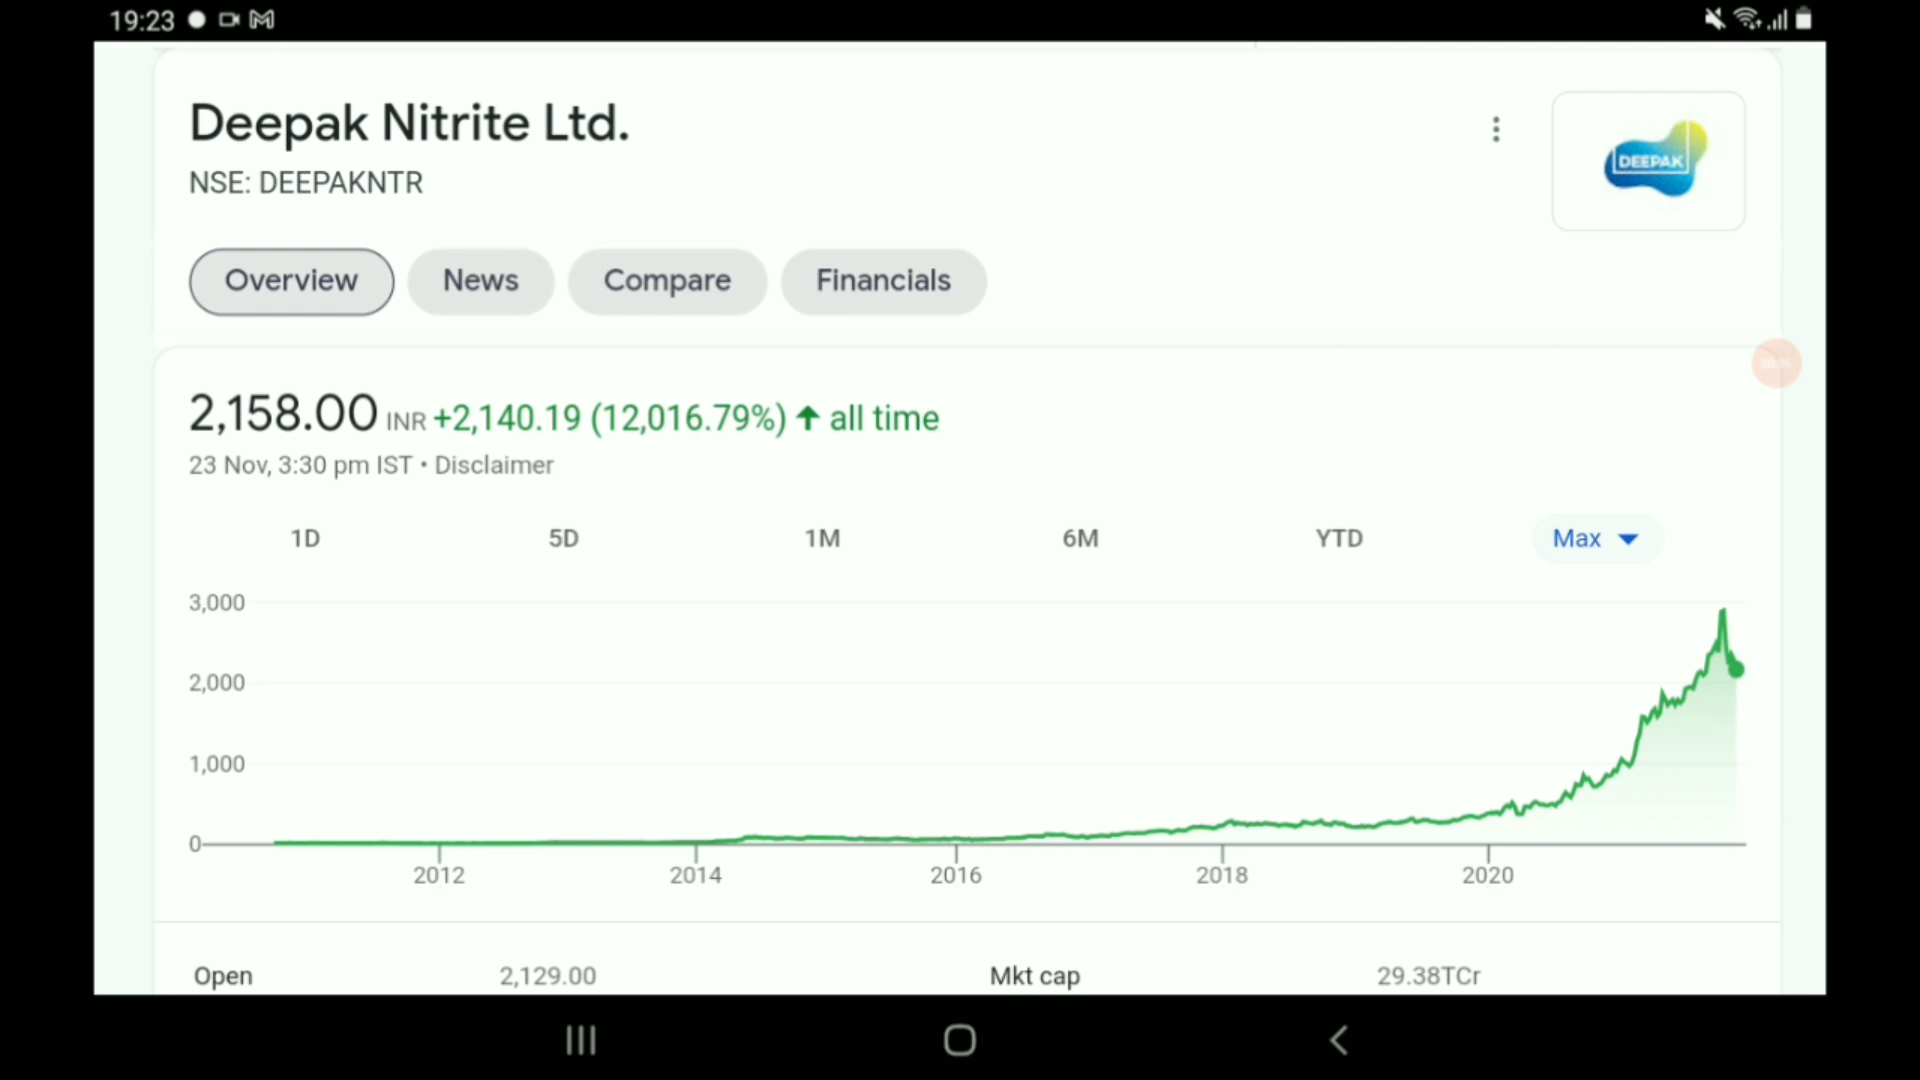 19:23
Deepak Nitrite Ltd.
DEEPAK
NSE: DEEPAKNTR
Overview News Compare Financials
2,158.00 INR +2,140.19 (12,016.79%) ↑ all time
23 Nov, 3:30 pm IST • Disclaimer
1D 5D 1M 6M YTD Max
3,000
2,000
1,000
0
2012 2014 2016 2018 2020
Open 2,129.00 Mkt cap 29.38TCr